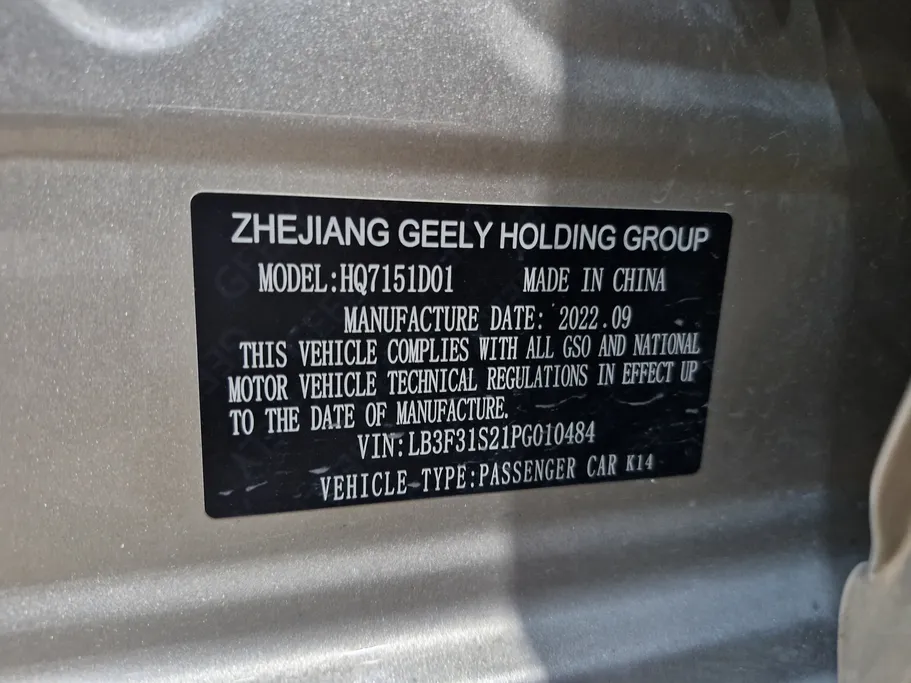 ZHEJIANG GEELY HOLDING GROUP
MODEL:HQ7151D01 MADE IN CHINA
MANUFACTURE DATE: 2022.09
THIS VEHICLE COMPLIES WITH ALL GSO AND NATIONAL
MOTOR VEHICLE TECHNICAL REGULATIONS IN EFFECT UP
TO THE DATE OF MANUFACTURE.
VIN:LB3F31S21PG010484
VEHICLE TYPE:PASSENGER CAR K14